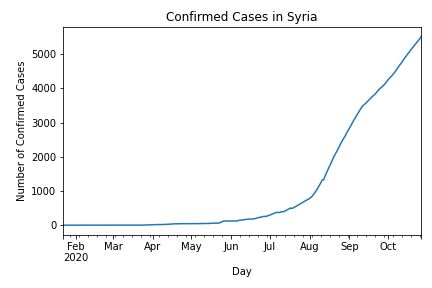 Confirmed Cases in Syria
Number of Confirmed Cases
5000
4000
3000
2000
1000
0
Feb Mar Apr May Jun Jul Aug Sep Oct
2020
Day